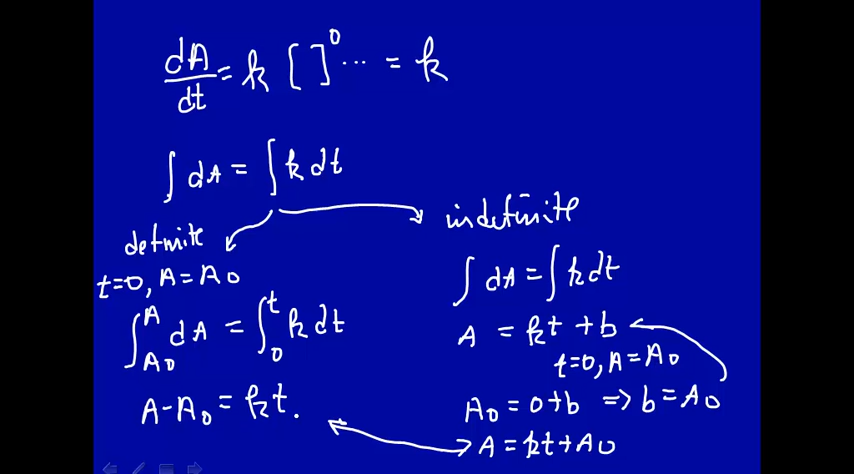 dA/dt = k [ ]⁰ ... = k
∫ dA = ∫ k dt
definite
t=0, A=A₀
∫_{A₀}^{A} dA = ∫_{0}^{t} k dt
A-A₀ = kt.
indefinite
∫ dA = ∫ k dt
A = kt + b
t=0, A=A₀
A₀ = 0+b ⇒ b=A₀
A = kt+A₀